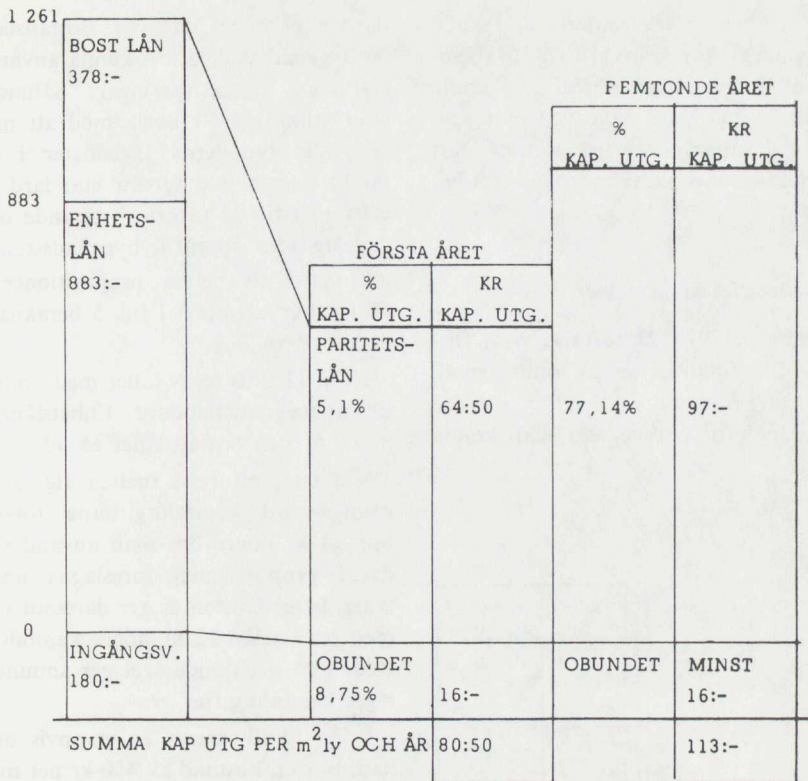 1 261
BOST LÅN
378:-
FEMTONDE ÅRET
% KR
KAP. UTG. KAP. UTG.
883
ENHETS-
LÅN
883:-
FÖRSTA ÅRET
% KR
KAP. UTG. KAP. UTG.
PARITETS-
LÅN
5,1% 64:50 77,14% 97:-
0
INGÅNGSV.
180:-
OBUNDET OBUNDET MINST
8,75% 16:- 16:-
SUMMA KAP UTG PER m²ly OCH ÅR 80:50 113:-